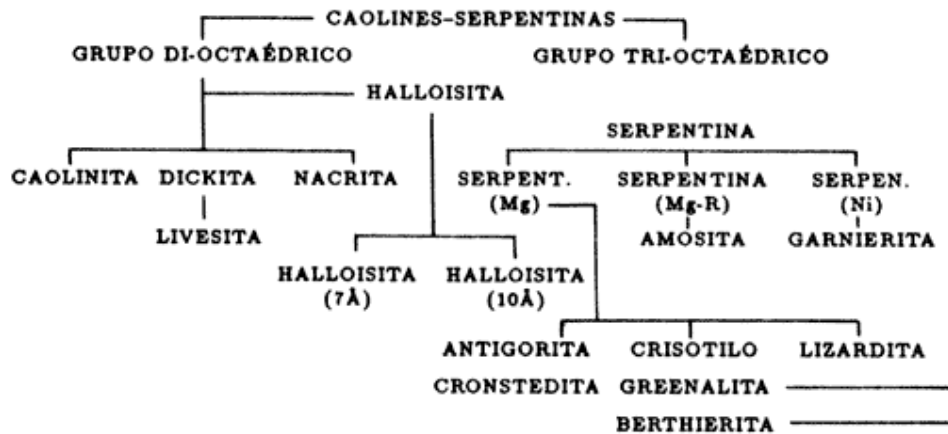 CAOLINES-SERPENTINAS
GRUPO DI-OCTAÉDRICO GRUPO TRI-OCTAÉDRICO
HALLOISITA
SERPENTINA
CAOLINITA DICKITA NACRITA SERPENT. SERPENTINA SERPEN.
(Mg) (Mg-R) (Ni)
LIVESITA AMOSITA GARNIERITA
HALLOISITA HALLOISITA
(7Å) (10Å)
ANTIGORITA CRISOTILO LIZARDITA
CRONSTEDITA GREENALITA
BERTHIERITA